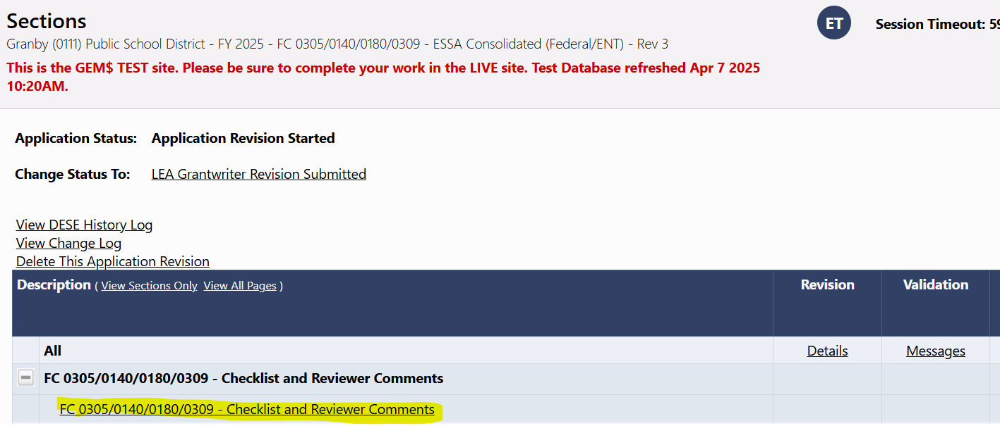 Sections
ET
Session Timeout: 59
Granby (0111) Public School District - FY 2025 - FC 0305/0140/0180/0309 - ESSA Consolidated (Federal/ENT) - Rev 3
This is the GEM$ TEST site. Please be sure to complete your work in the LIVE site. Test Database refreshed Apr 7 2025
10:20AM.
Application Status: Application Revision Started
Change Status To: LEA Grantwriter Revision Submitted
View DESE History Log
View Change Log
Delete This Application Revision
Description ( View Sections Only View All Pages ) Revision Validation
All Details Messages
FC 0305/0140/0180/0309 - Checklist and Reviewer Comments
FC 0305/0140/0180/0309 - Checklist and Reviewer Comments